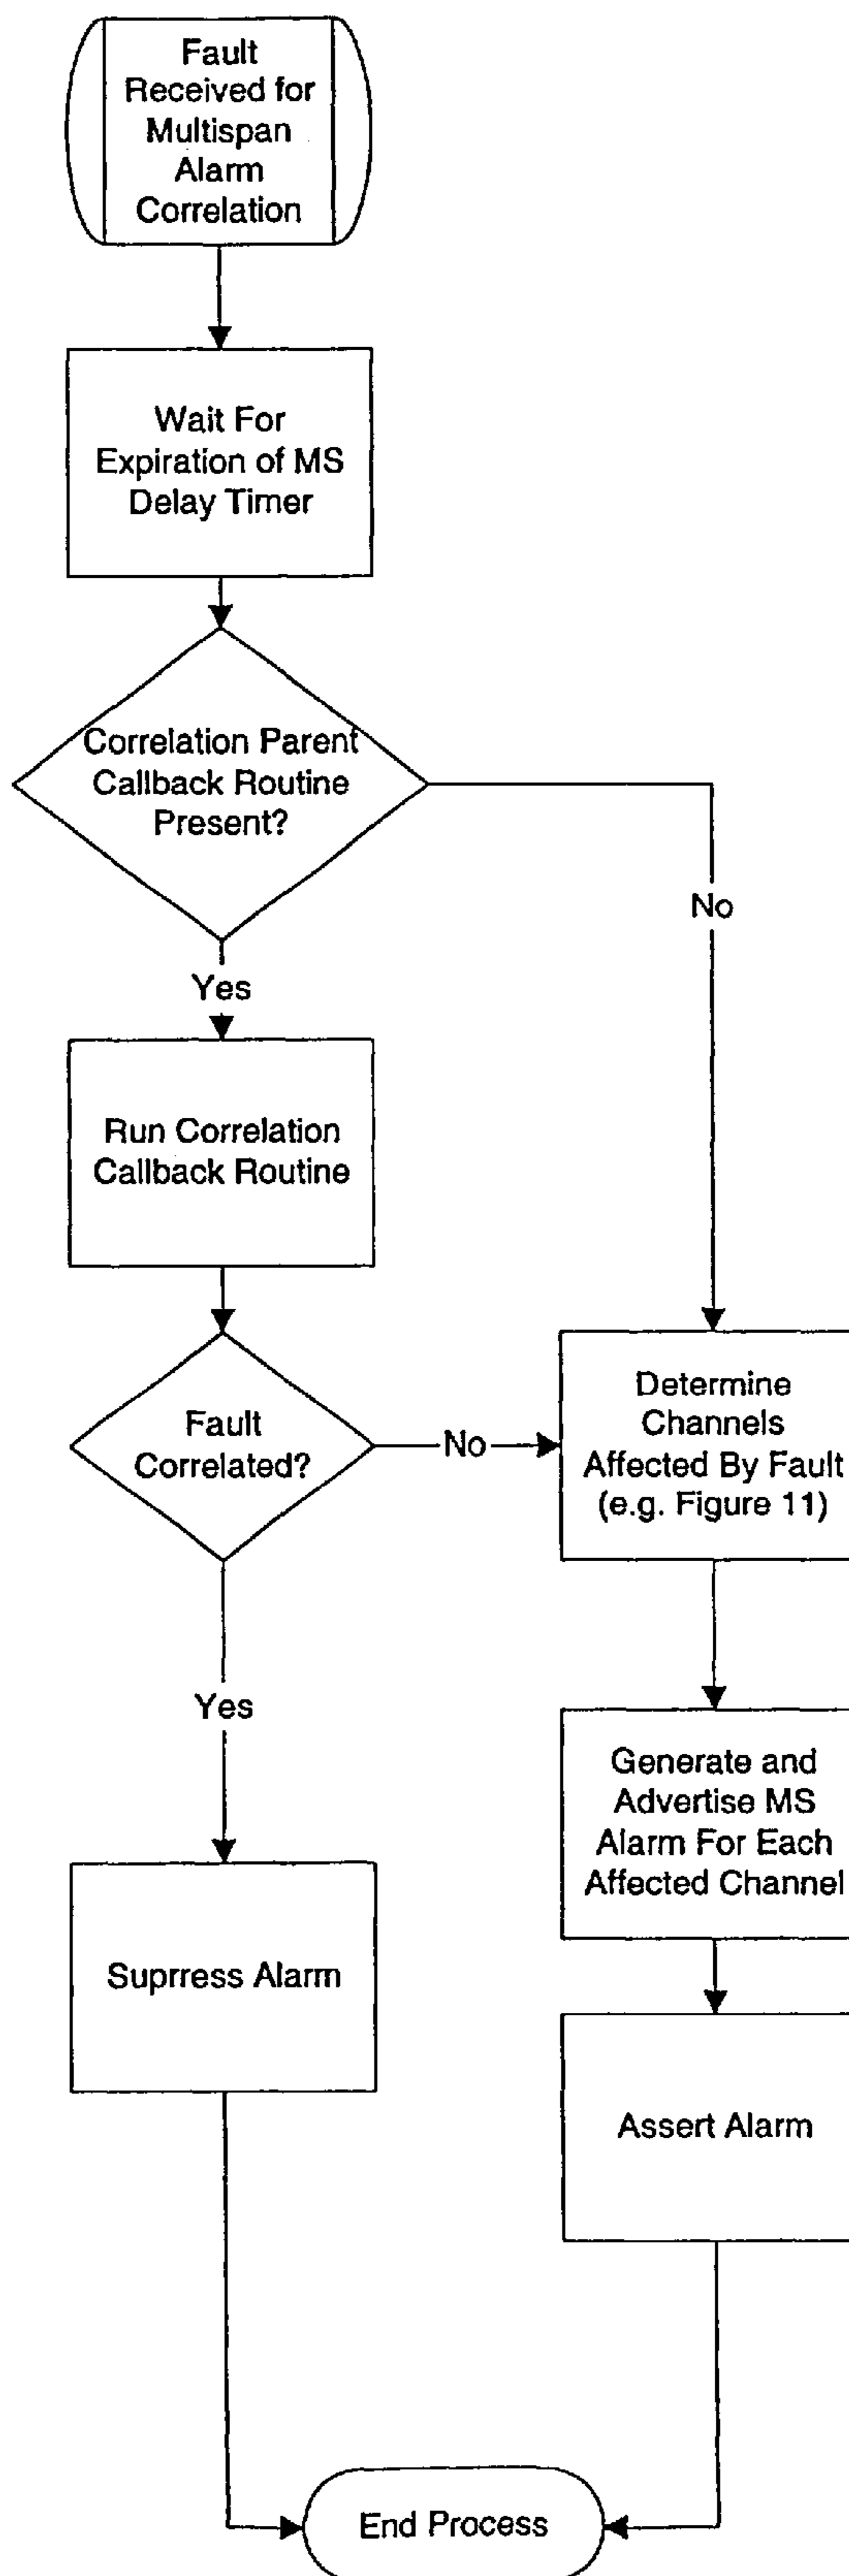 Fault
Received for
Multispan
Alarm
Correlation
Wait For
Expiration of MS
Delay Timer
Correlation Parent
Callback Routine
Present?
No
Yes
Run Correlation
Callback Routine
Fault
Correlated?
No
Determine
Channels
Affected By Fault
(e.g. Figure 11)
Yes
Generate and
Advertise MS
Alarm For Each
Affected Channel
Suprress Alarm
Assert Alarm
End Process